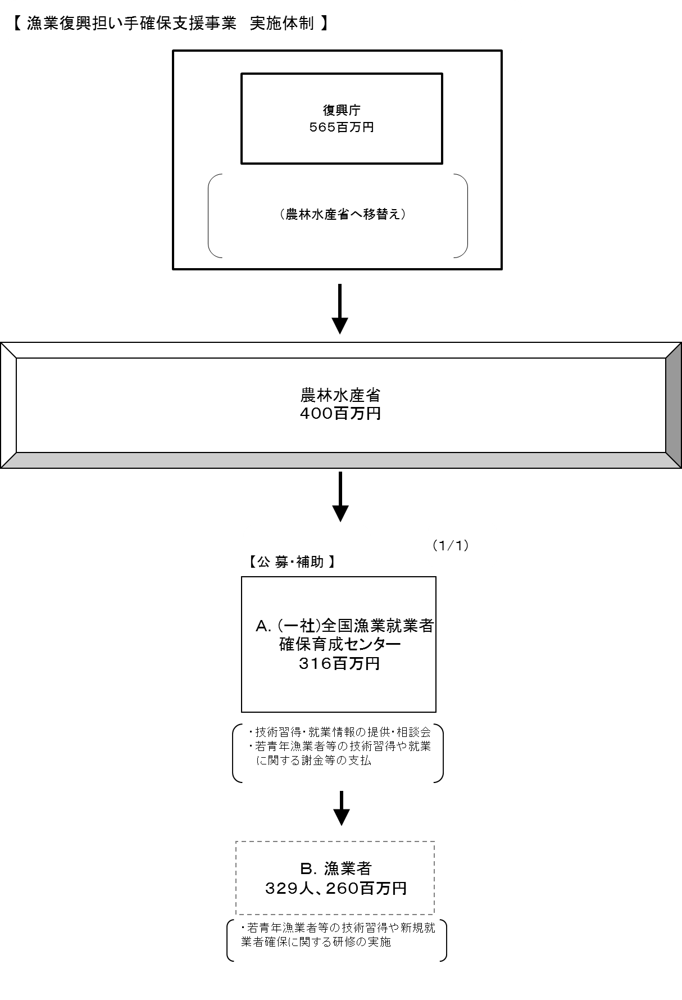 【 漁業復興担い手確保支援事業　実施体制 】
復興庁
565百万円
(農林水産省へ移替え)
農林水産省
400百万円
(1/1)
【公 募・補助 】
A. (一社)全国漁業就業者
確保育成センター
316百万円
・技術習得・就業情報の提供・相談会
・若青年漁業者等の技術習得や就業
に関する謝金等の支払
B. 漁業者
329人、260百万円
・若青年漁業者等の技術習得や新規就
業者確保に関する研修の実施